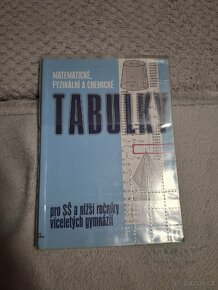 MATEMATICKÉ,
FYZIKÁLNÍ A CHEMICKÉ
TABULKY
pro SŠ a nižší ročníky
víceletých gymnázií